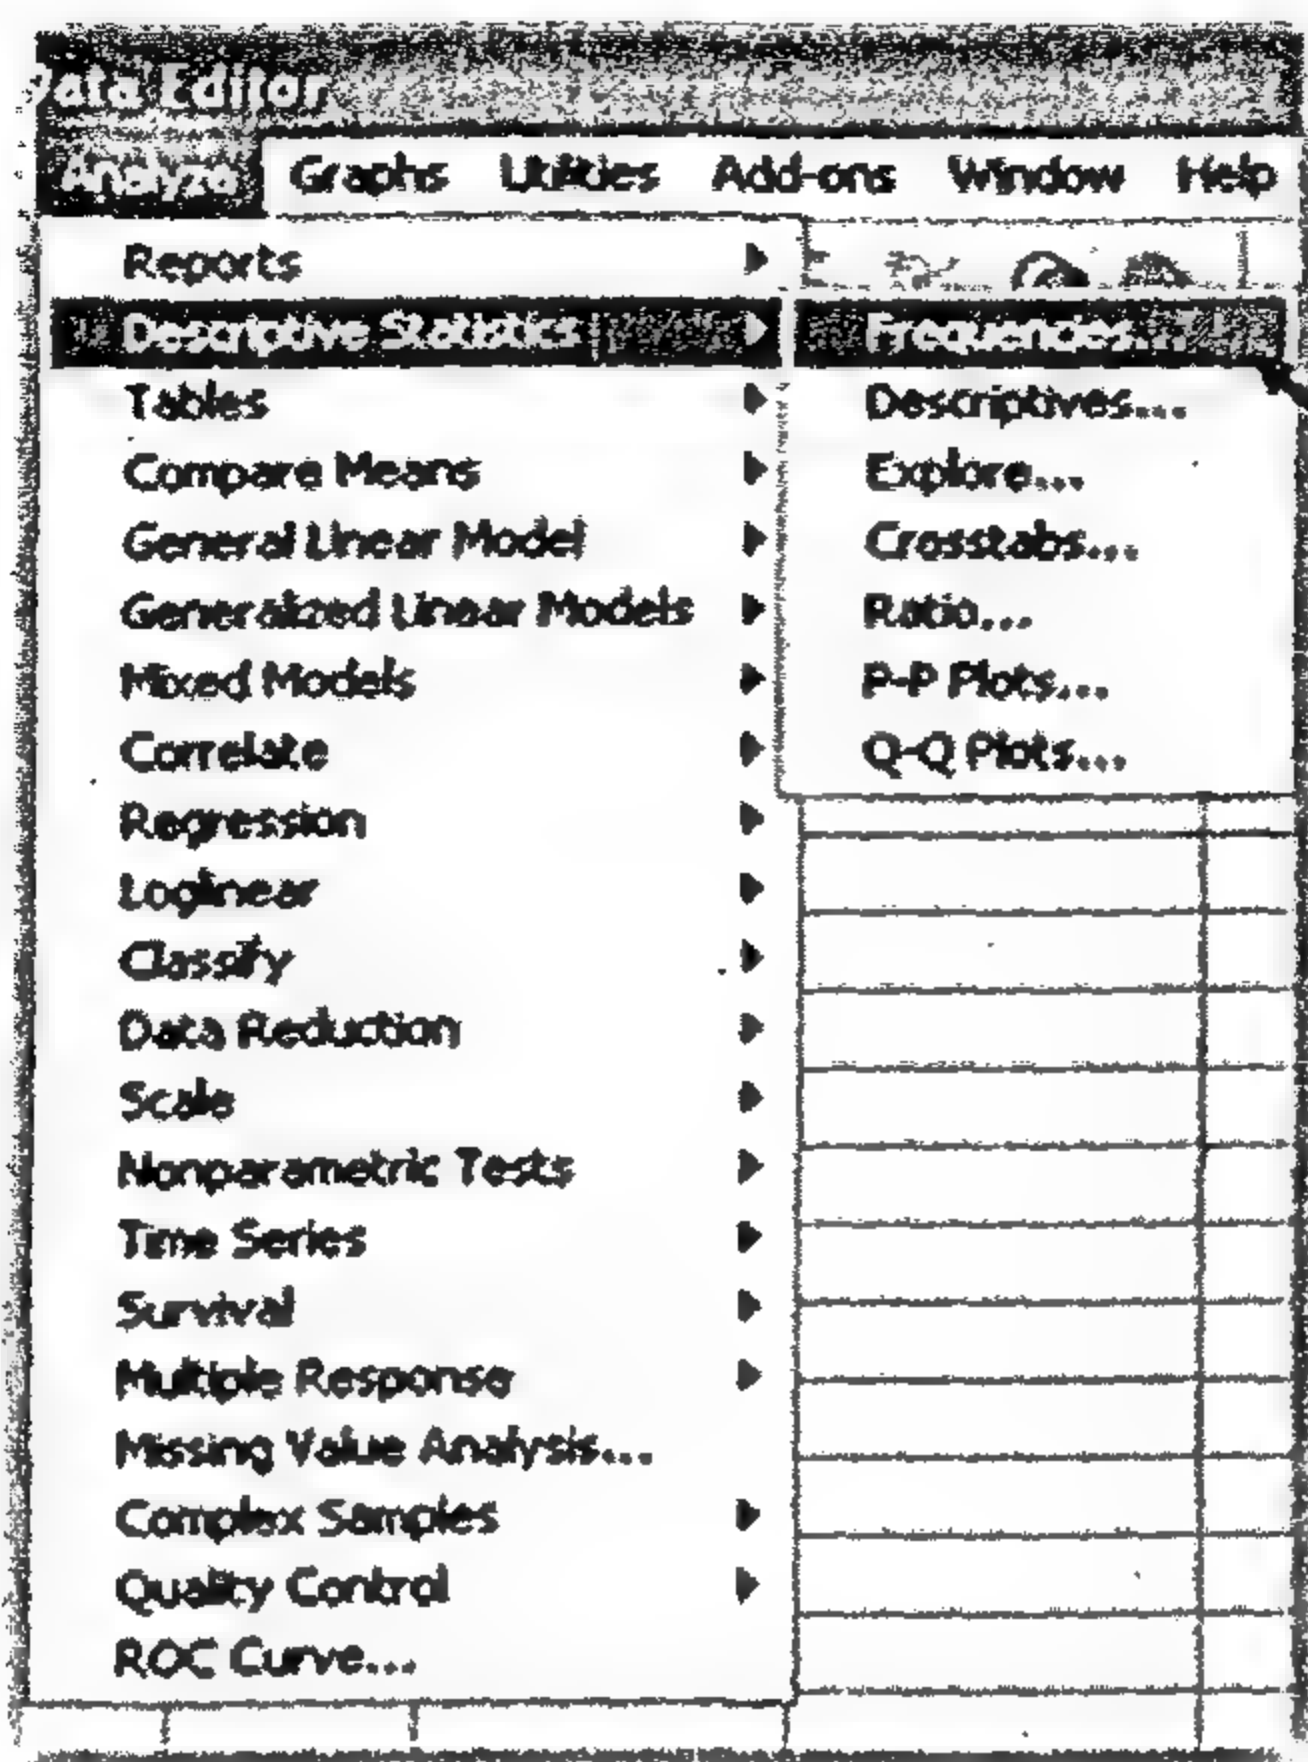 Data Editor
Analyze Graphs Utilities Add-ons Window Help
Reports
Descriptive Statistics
Frequencies...
Tables
Descriptives...
Compare Means
Explore...
General Linear Model
Crosstabs...
Generalized Linear Models
Ratio...
Mixed Models
P-P Plots...
Correlate
Q-Q Plots...
Regression
Loglinear
Classify
Data Reduction
Scale
Nonparametric Tests
Time Series
Survival
Multiple Response
Missing Value Analysis...
Complex Samples
Quality Control
ROC Curve...